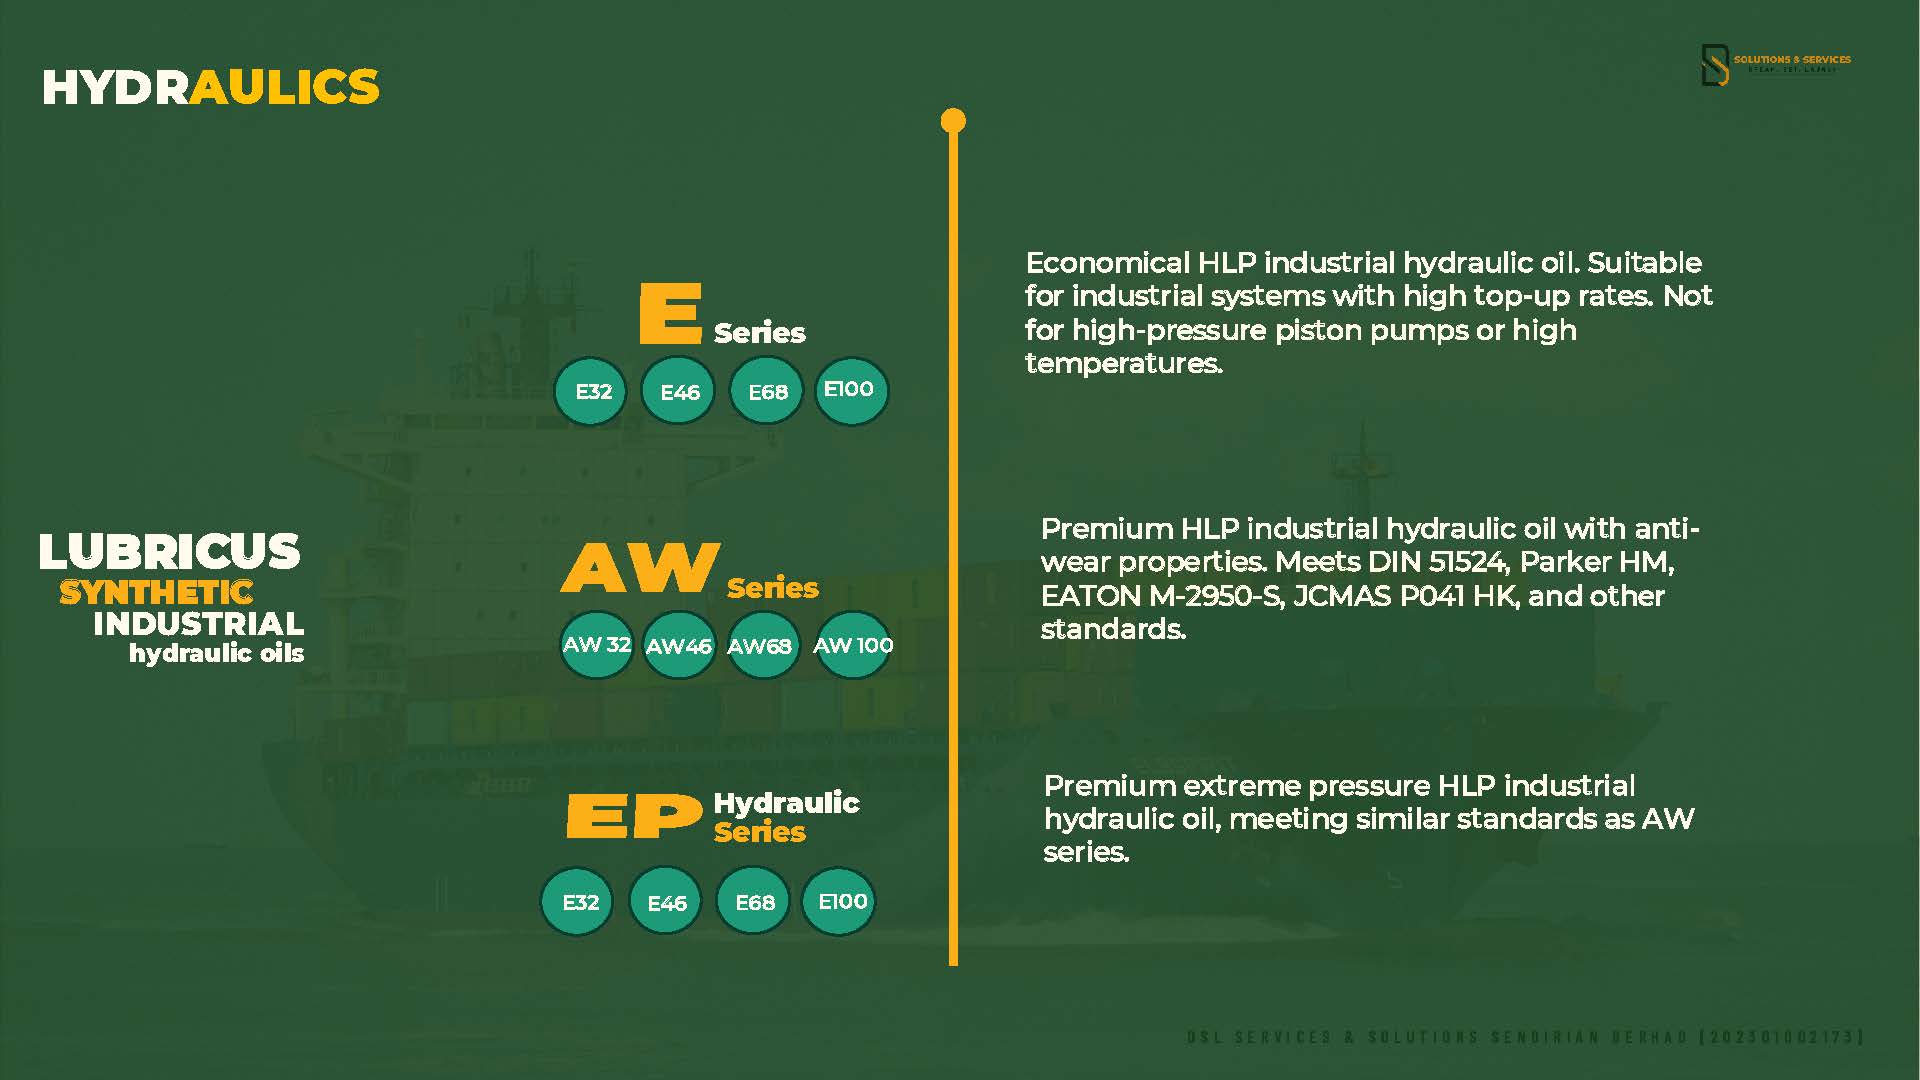 HYDRAULICS
SOLUTIONS & SERVICES
E Series
E32 E46 E68 E100
Economical HLP industrial hydraulic oil. Suitable
for industrial systems with high top-up rates. Not
for high-pressure piston pumps or high
temperatures.
LUBRICUS
SYNTHETIC
INDUSTRIAL
hydraulic oils
AW Series
AW 32 AW46 AW68 AW 100
Premium HLP industrial hydraulic oil with anti-
wear properties. Meets DIN 51524, Parker HM,
EATON M-2950-S, JCMAS P041 HK, and other
standards.
EP Hydraulic
Series
E32 E46 E68 E100
Premium extreme pressure HLP industrial
hydraulic oil, meeting similar standards as AW
series.
SERVICES & SOLUTIONS SENDIRIAN BERHAD [202301002173]